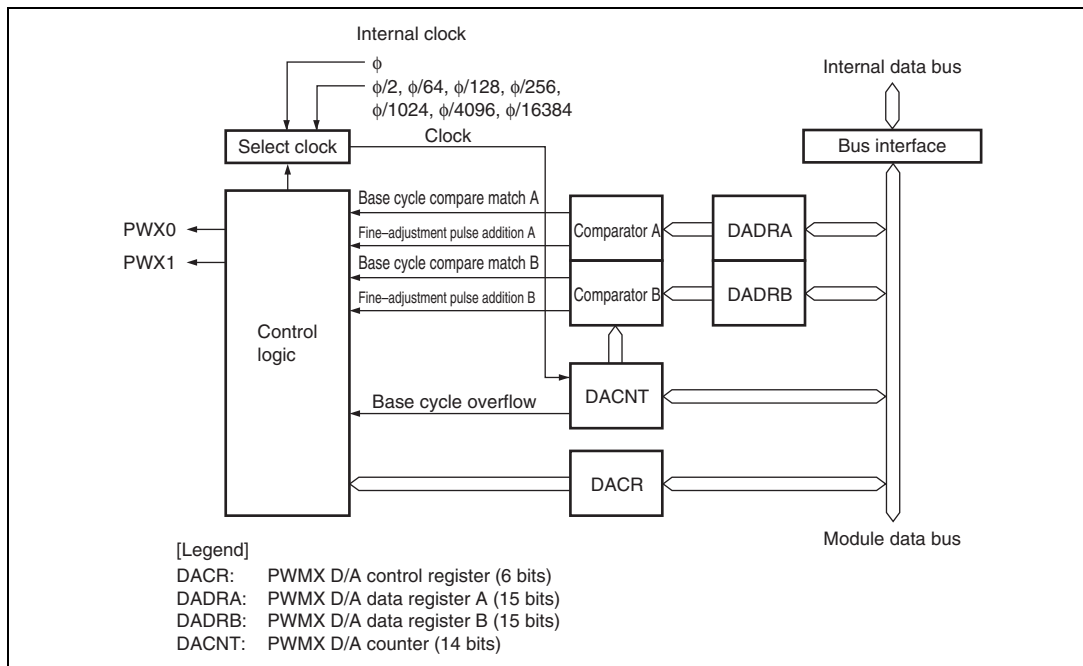 Internal clock
ϕ
ϕ/2, ϕ/64, ϕ/128, ϕ/256,
ϕ/1024, ϕ/4096, ϕ/16384
Internal data bus
Select clock
Clock
Bus interface
Base cycle compare match A
Fine–adjustment pulse addition A
Base cycle compare match B
Fine–adjustment pulse addition B
Comparator A
DADRA
Comparator B
DADRB
PWX0
PWX1
Control
logic
Base cycle overflow
DACNT
DACR
Module data bus
[Legend]
DACR: PWMX D/A control register (6 bits)
DADRA: PWMX D/A data register A (15 bits)
DADRB: PWMX D/A data register B (15 bits)
DACNT: PWMX D/A counter (14 bits)